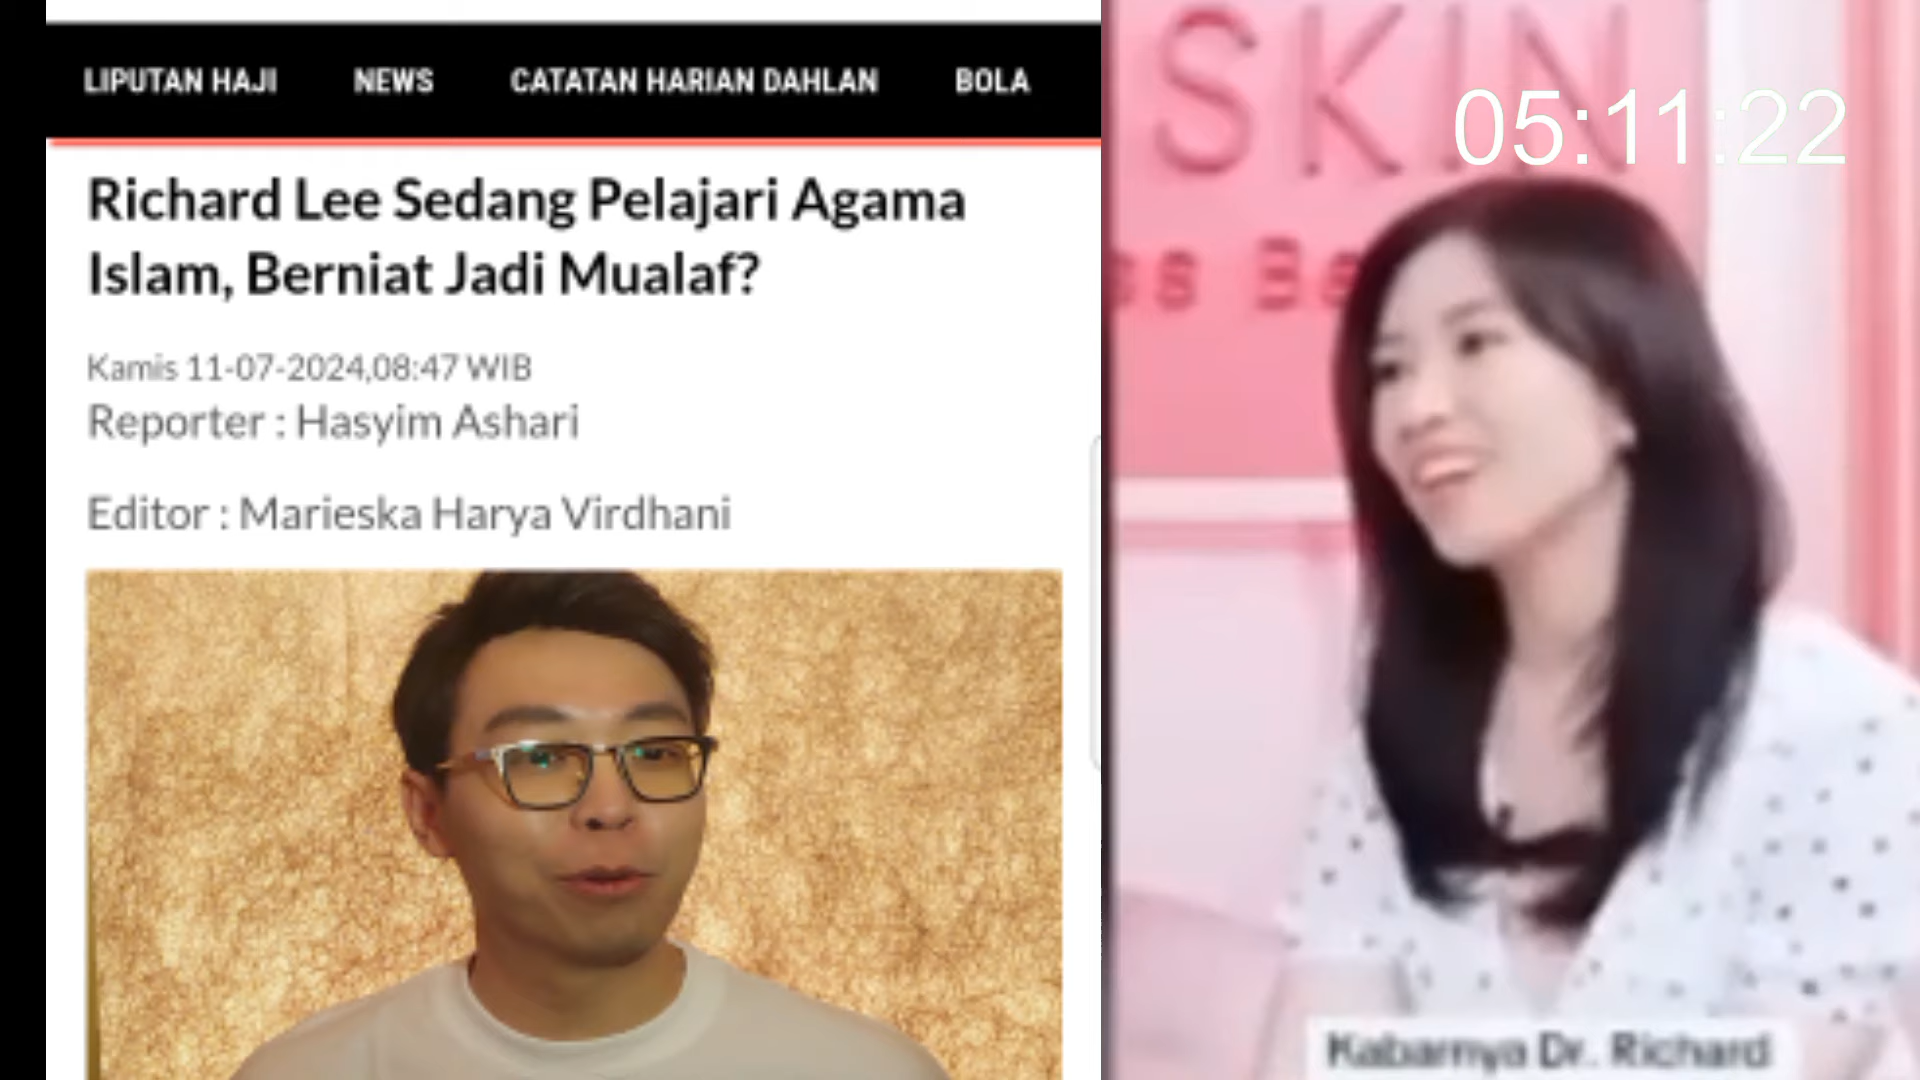 LIPUTAN HAJI NEWS CATATAN HARIAN DAHLAN BOLA
Richard Lee Sedang Pelajari Agama
Islam, Berniat Jadi Mualaf?
Kamis 11-07-2024,08:47 WIB
Reporter : Hasyim Ashari
Editor : Marieska Harya Virdhani
SKIN
05:11:22
Kabarnya Dr. Richard